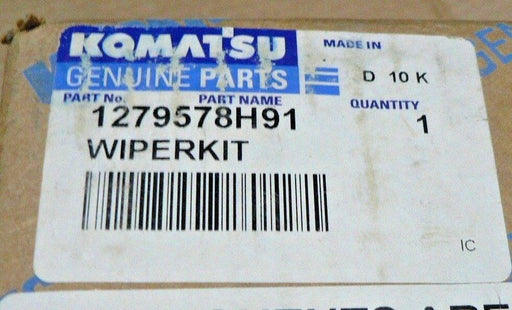 KOMATSU
GENUINE PARTS
MADE IN
D 10 K
PART No. PART NAME QUANTITY
1279578H91 1
WIPERKIT
IC